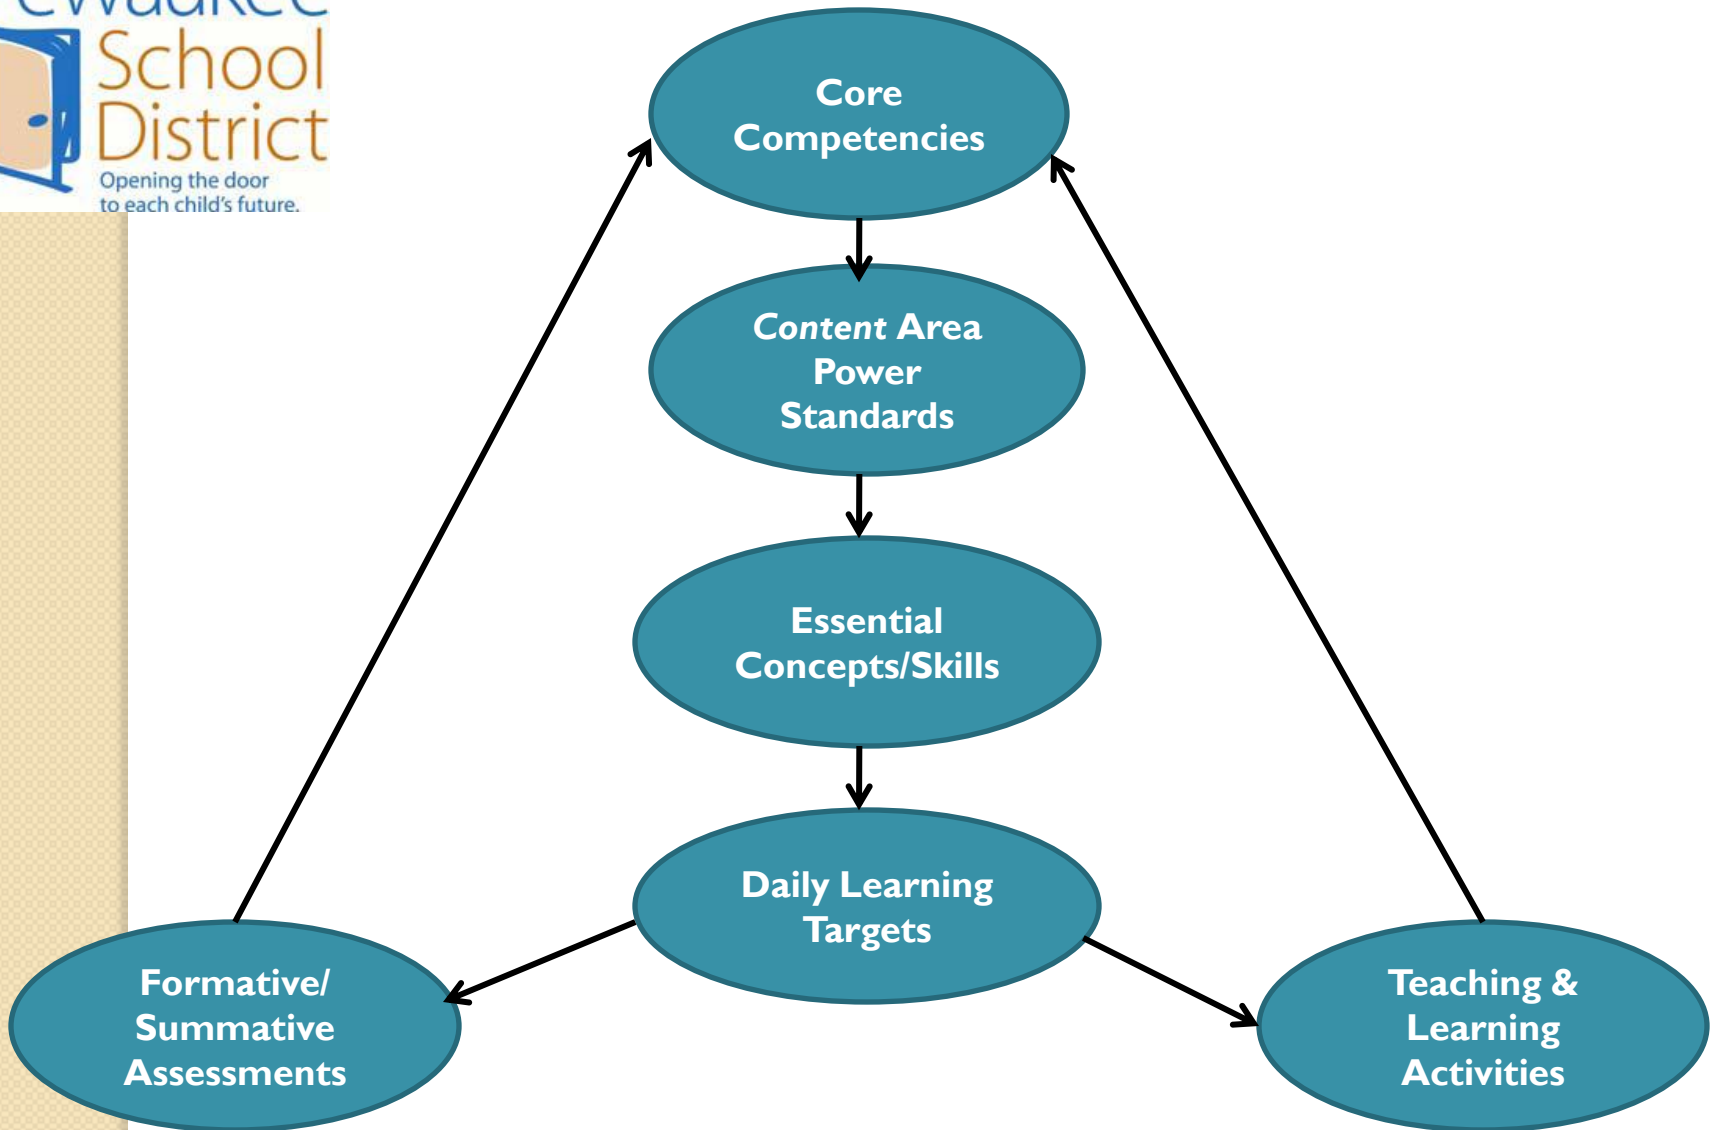 School
District
Opening the door
to each child's future.
Core
Competencies
Content Area
Power
Standards
Essential
Concepts/Skills
Daily Learning
Targets
Formative/
Summative
Assessments
Teaching &
Learning
Activities